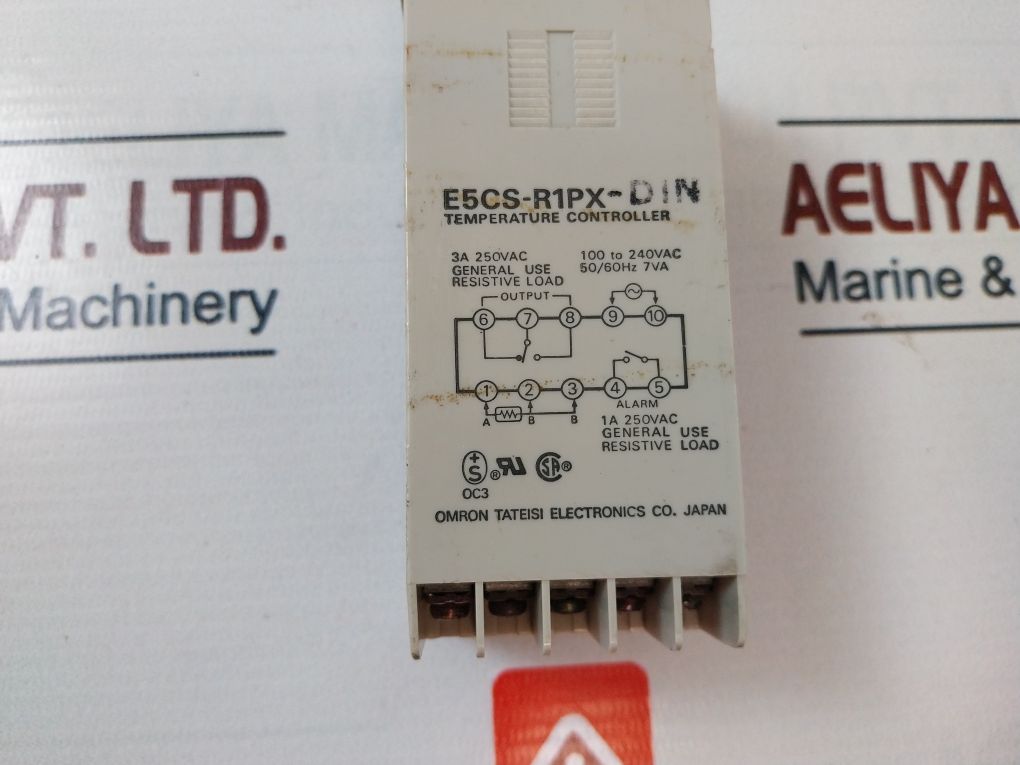 E5CS-R1PX-DIN
TEMPERATURE CONTROLLER
3A 250VAC
GENERAL USE
RESISTIVE LOAD
100 to 240VAC
50/60Hz 7VA
OUTPUT
6 7 8 9 10
1 2 3 4 5
A B B
ALARM
1A 250VAC
GENERAL USE
RESISTIVE LOAD
+
S ® RU SA ®
OC3
OMRON TATEISI ELECTRONICS CO. JAPAN
VT. LTD.
Machinery
AELIYA
Marine &